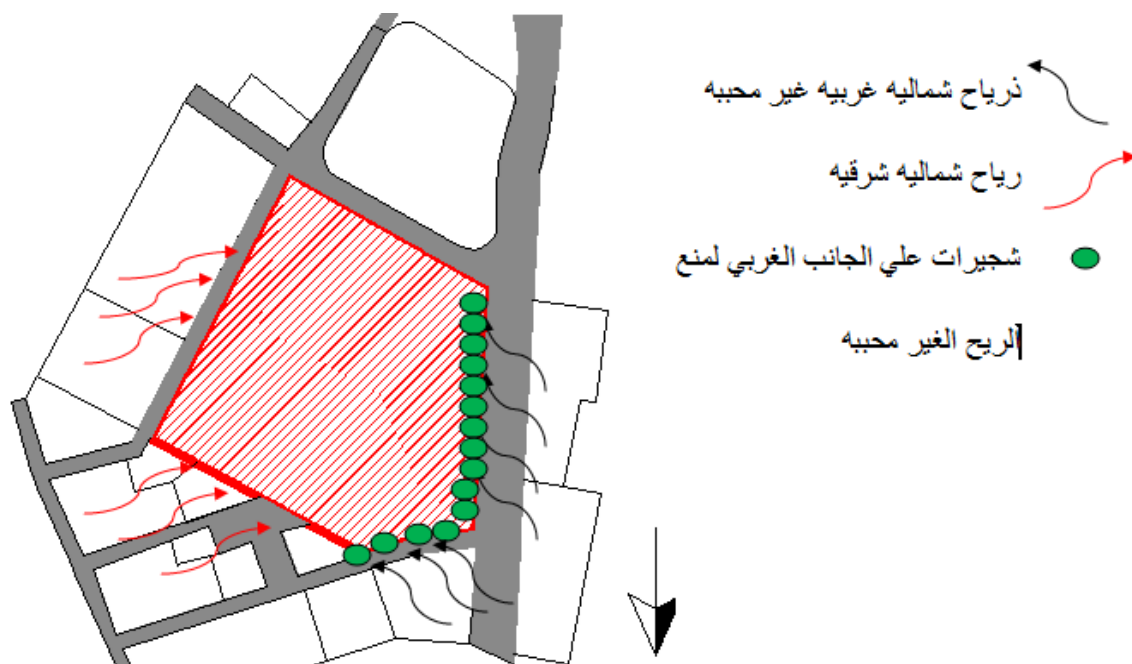 ذرياح شماليه غربيه غير محببه
رياح شماليه شرقيه
شجيرات علي الجانب الغربي لمنع
الريح الغير محببه